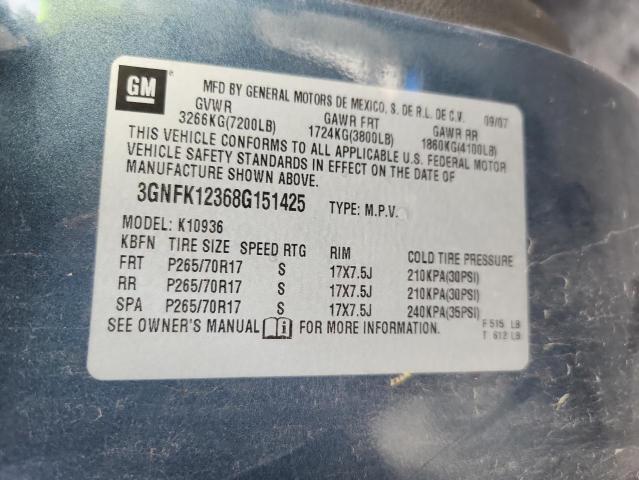 GM
MFD BY GENERAL MOTORS DE MEXICO, S. DE R.L. DE C.V. 09/07
GVWR GAWR FRT GAWR RR
3266KG(7200LB) 1724KG(3800LB) 1860KG(4100LB)
THIS VEHICLE CONFORMS TO ALL APPLICABLE U.S. FEDERAL MOTOR
VEHICLE SAFETY STANDARDS IN EFFECT ON THE DATE OF
MANUFACTURE SHOWN ABOVE.
3GNFK12368G151425 TYPE: M.P.V.
MODEL: K10936
KBFN TIRE SIZE SPEED RTG RIM COLD TIRE PRESSURE
FRT P265/70R17 S 17X7.5J 210KPA(30PSI)
RR P265/70R17 S 17X7.5J 210KPA(30PSI)
SPA P265/70R17 S 17X7.5J 240KPA(35PSI)
SEE OWNER'S MANUAL FOR MORE INFORMATION. F 515 LB
T 612 LB